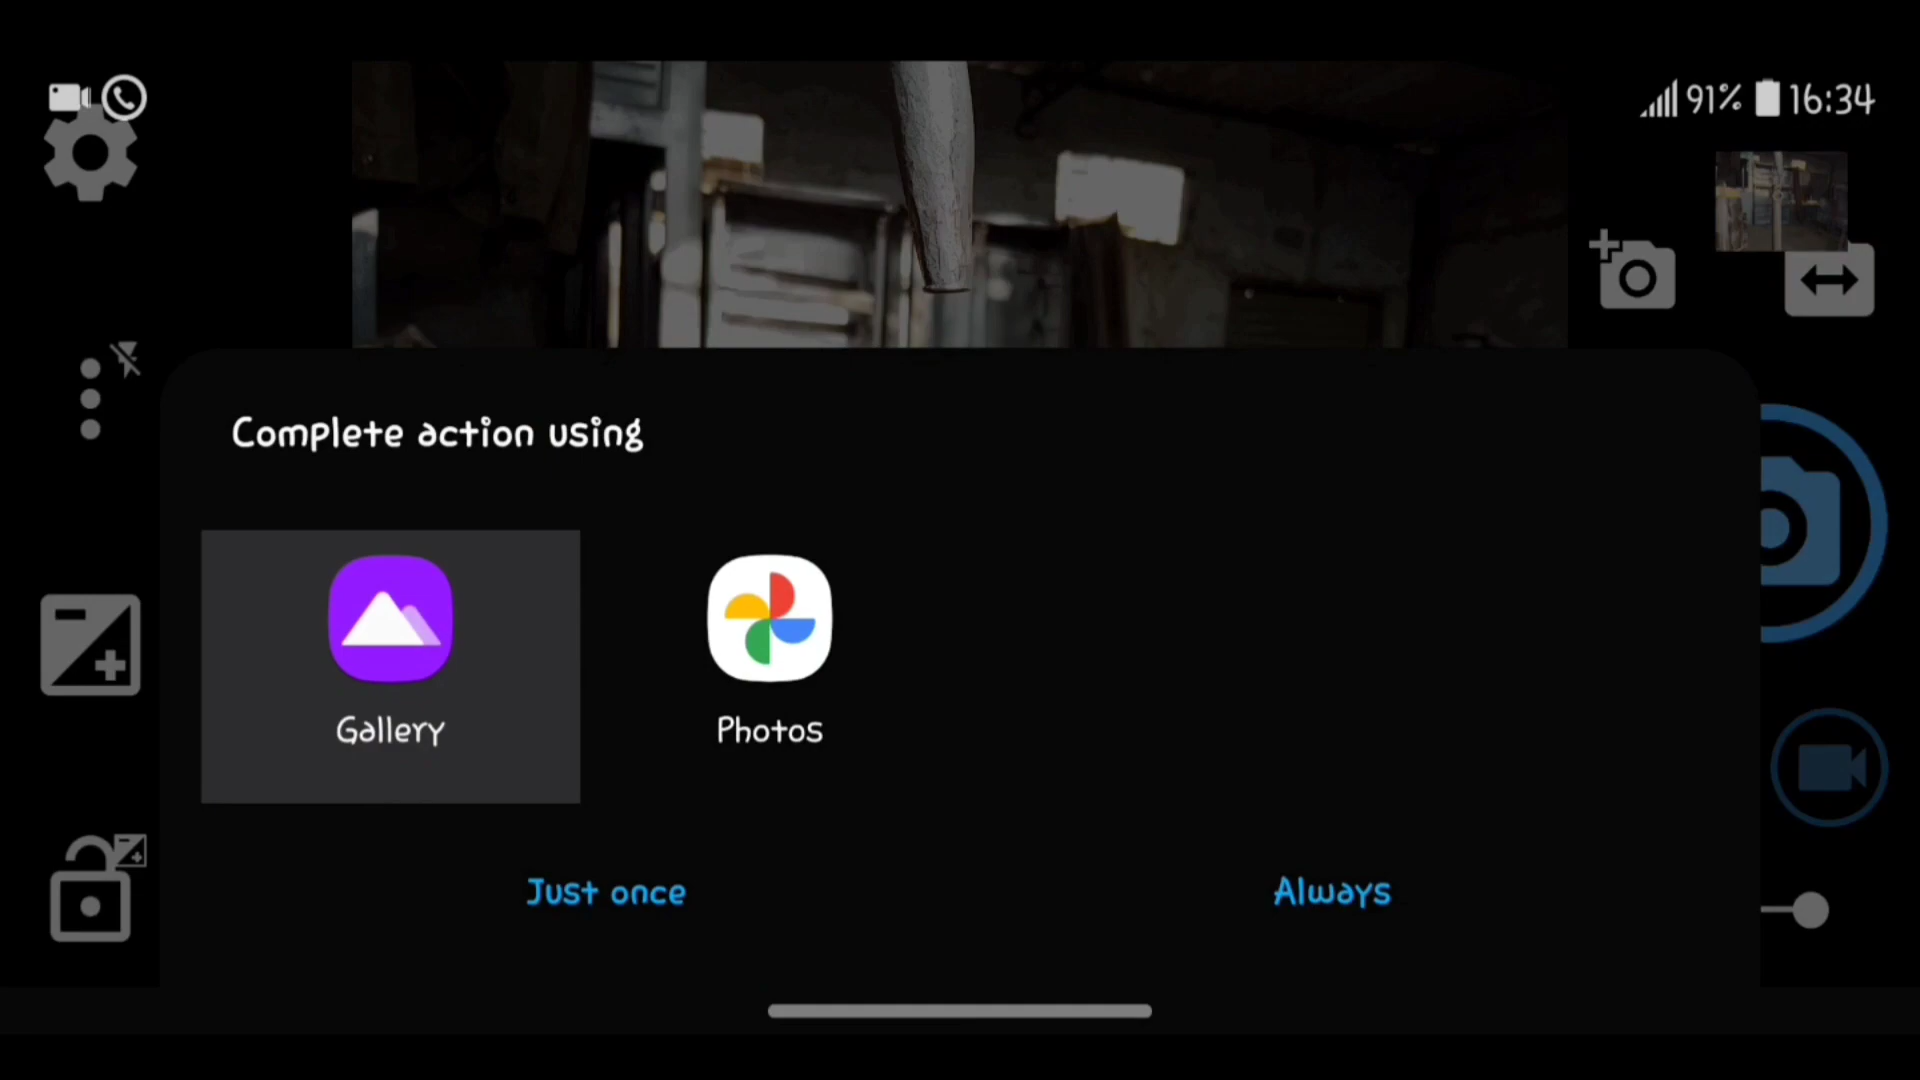 91% 16:34
Complete action using
Gallery
Photos
Just once
Always